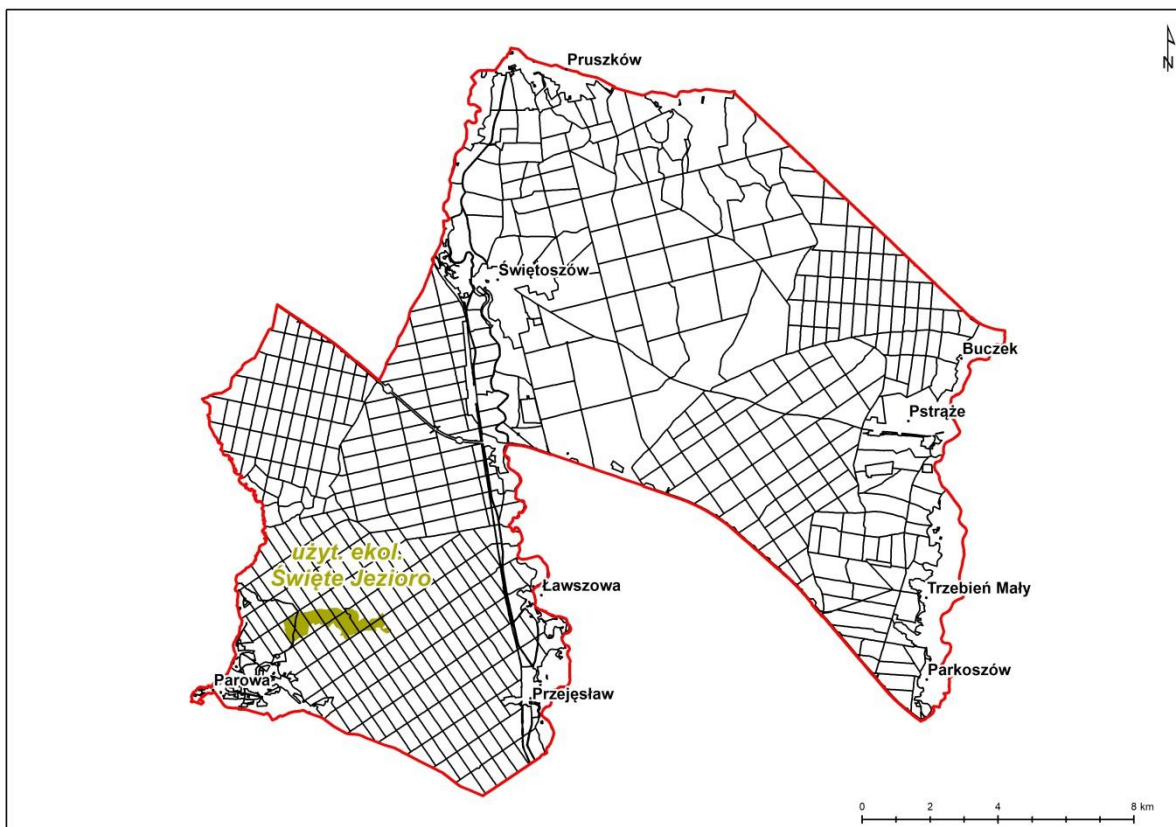 Pruszków
N
Świętoszów
Buczek
Pstrąże
użyt. ekol.
Święte Jezioro
Ławszowa
Trzebień Mały
Parkoszów
Parowa
Przejęsław
0 2 4 8 km